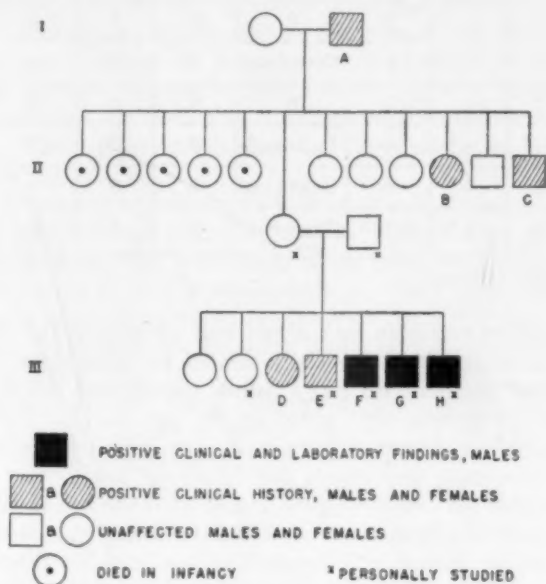 I
A
II
B
C
x x
III
x
D E x F x G x H x
POSITIVE CLINICAL AND LABORATORY FINDINGS, MALES
& POSITIVE CLINICAL HISTORY, MALES AND FEMALES
& UNAFFECTED MALES AND FEMALES
DIED IN INFANCY x PERSONALLY STUDIED